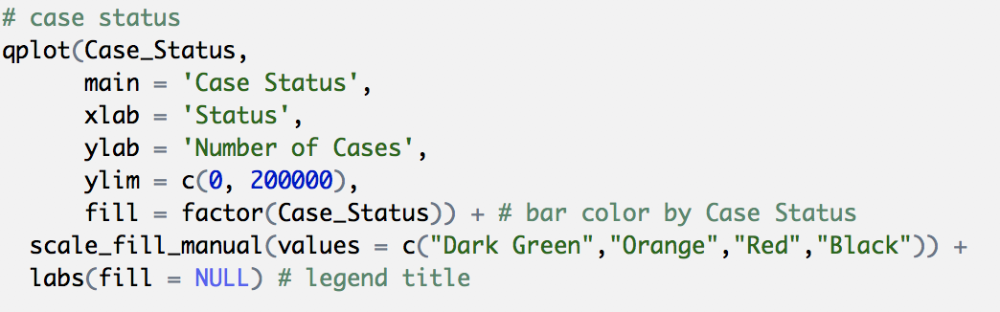 # case status
qplot(Case_Status,
      main = 'Case Status',
      xlab = 'Status',
      ylab = 'Number of Cases',
      ylim = c(0, 200000),
      fill = factor(Case_Status)) + # bar color by Case Status
  scale_fill_manual(values = c("Dark Green","Orange","Red","Black")) +
  labs(fill = NULL) # legend title